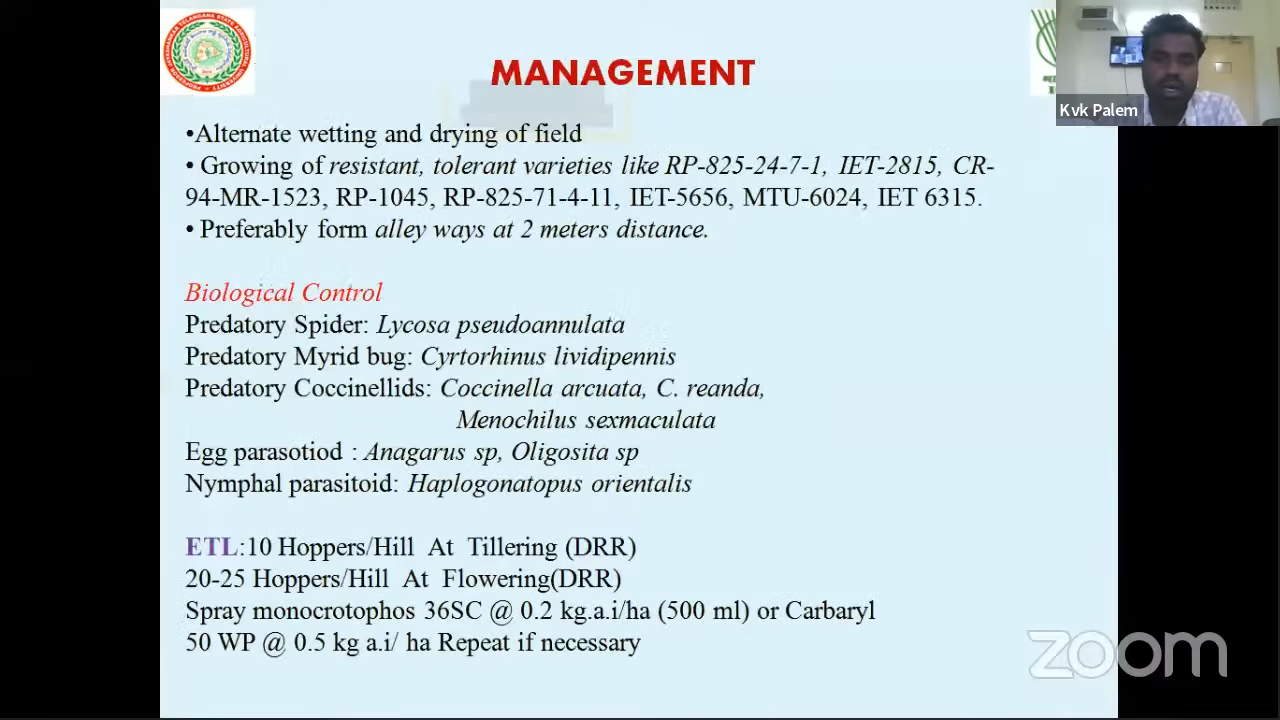 MANAGEMENT
Kvk Palem
•Alternate wetting and drying of field
• Growing of resistant, tolerant varieties like RP-825-24-7-1, IET-2815, CR-
94-MR-1523, RP-1045, RP-825-71-4-11, IET-5656, MTU-6024, IET 6315.
• Preferably form alley ways at 2 meters distance.
Biological Control
Predatory Spider: Lycosa pseudoannulata
Predatory Myrid bug: Cyrtorhinus lividipennis
Predatory Coccinellids: Coccinella arcuata, C. reanda,
Menochilus sexmaculata
Egg parasotiod : Anagarus sp, Oligosita sp
Nymphal parasitoid: Haplogonatopus orientalis
ETL:10 Hoppers/Hill At Tillering (DRR)
20-25 Hoppers/Hill At Flowering(DRR)
Spray monocrotophos 36SC @ 0.2 kg.a.i/ha (500 ml) or Carbaryl
50 WP @ 0.5 kg a.i/ ha Repeat if necessary
zoom